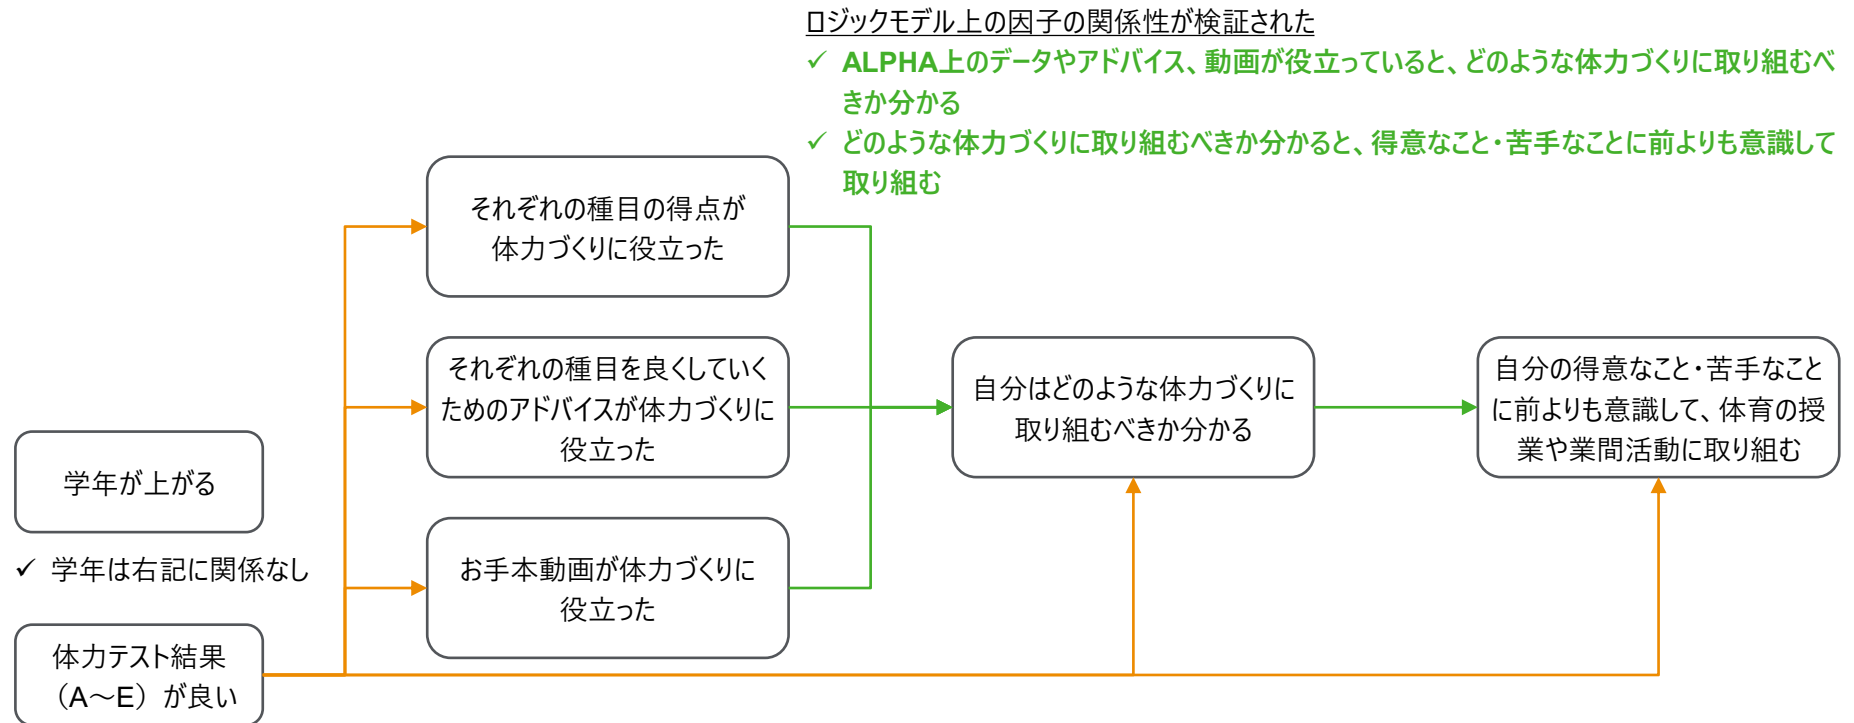 ロジックモデル上の因子の関係性が検証された
✓ ALPHA上のデータやアドバイス、動画が役立っていると、どのような体力づくりに取り組むべ
きか分かる
✓ どのような体力づくりに取り組むべきか分かると、得意なこと・苦手なことに前よりも意識して
取り組む
それぞれの種目の得点が
体力づくりに役立った
それぞれの種目を良くしていく
ためのアドバイスが体力づくりに
役立った
お手本動画が体力づくりに
役立った
自分はどのような体力づくりに
取り組むべきか分かる
自分の得意なこと・苦手なこと
に前よりも意識して、体育の授
業や業間活動に取り組む
学年が上がる
✓ 学年は右記に関係なし
体力テスト結果
（A～E）が良い